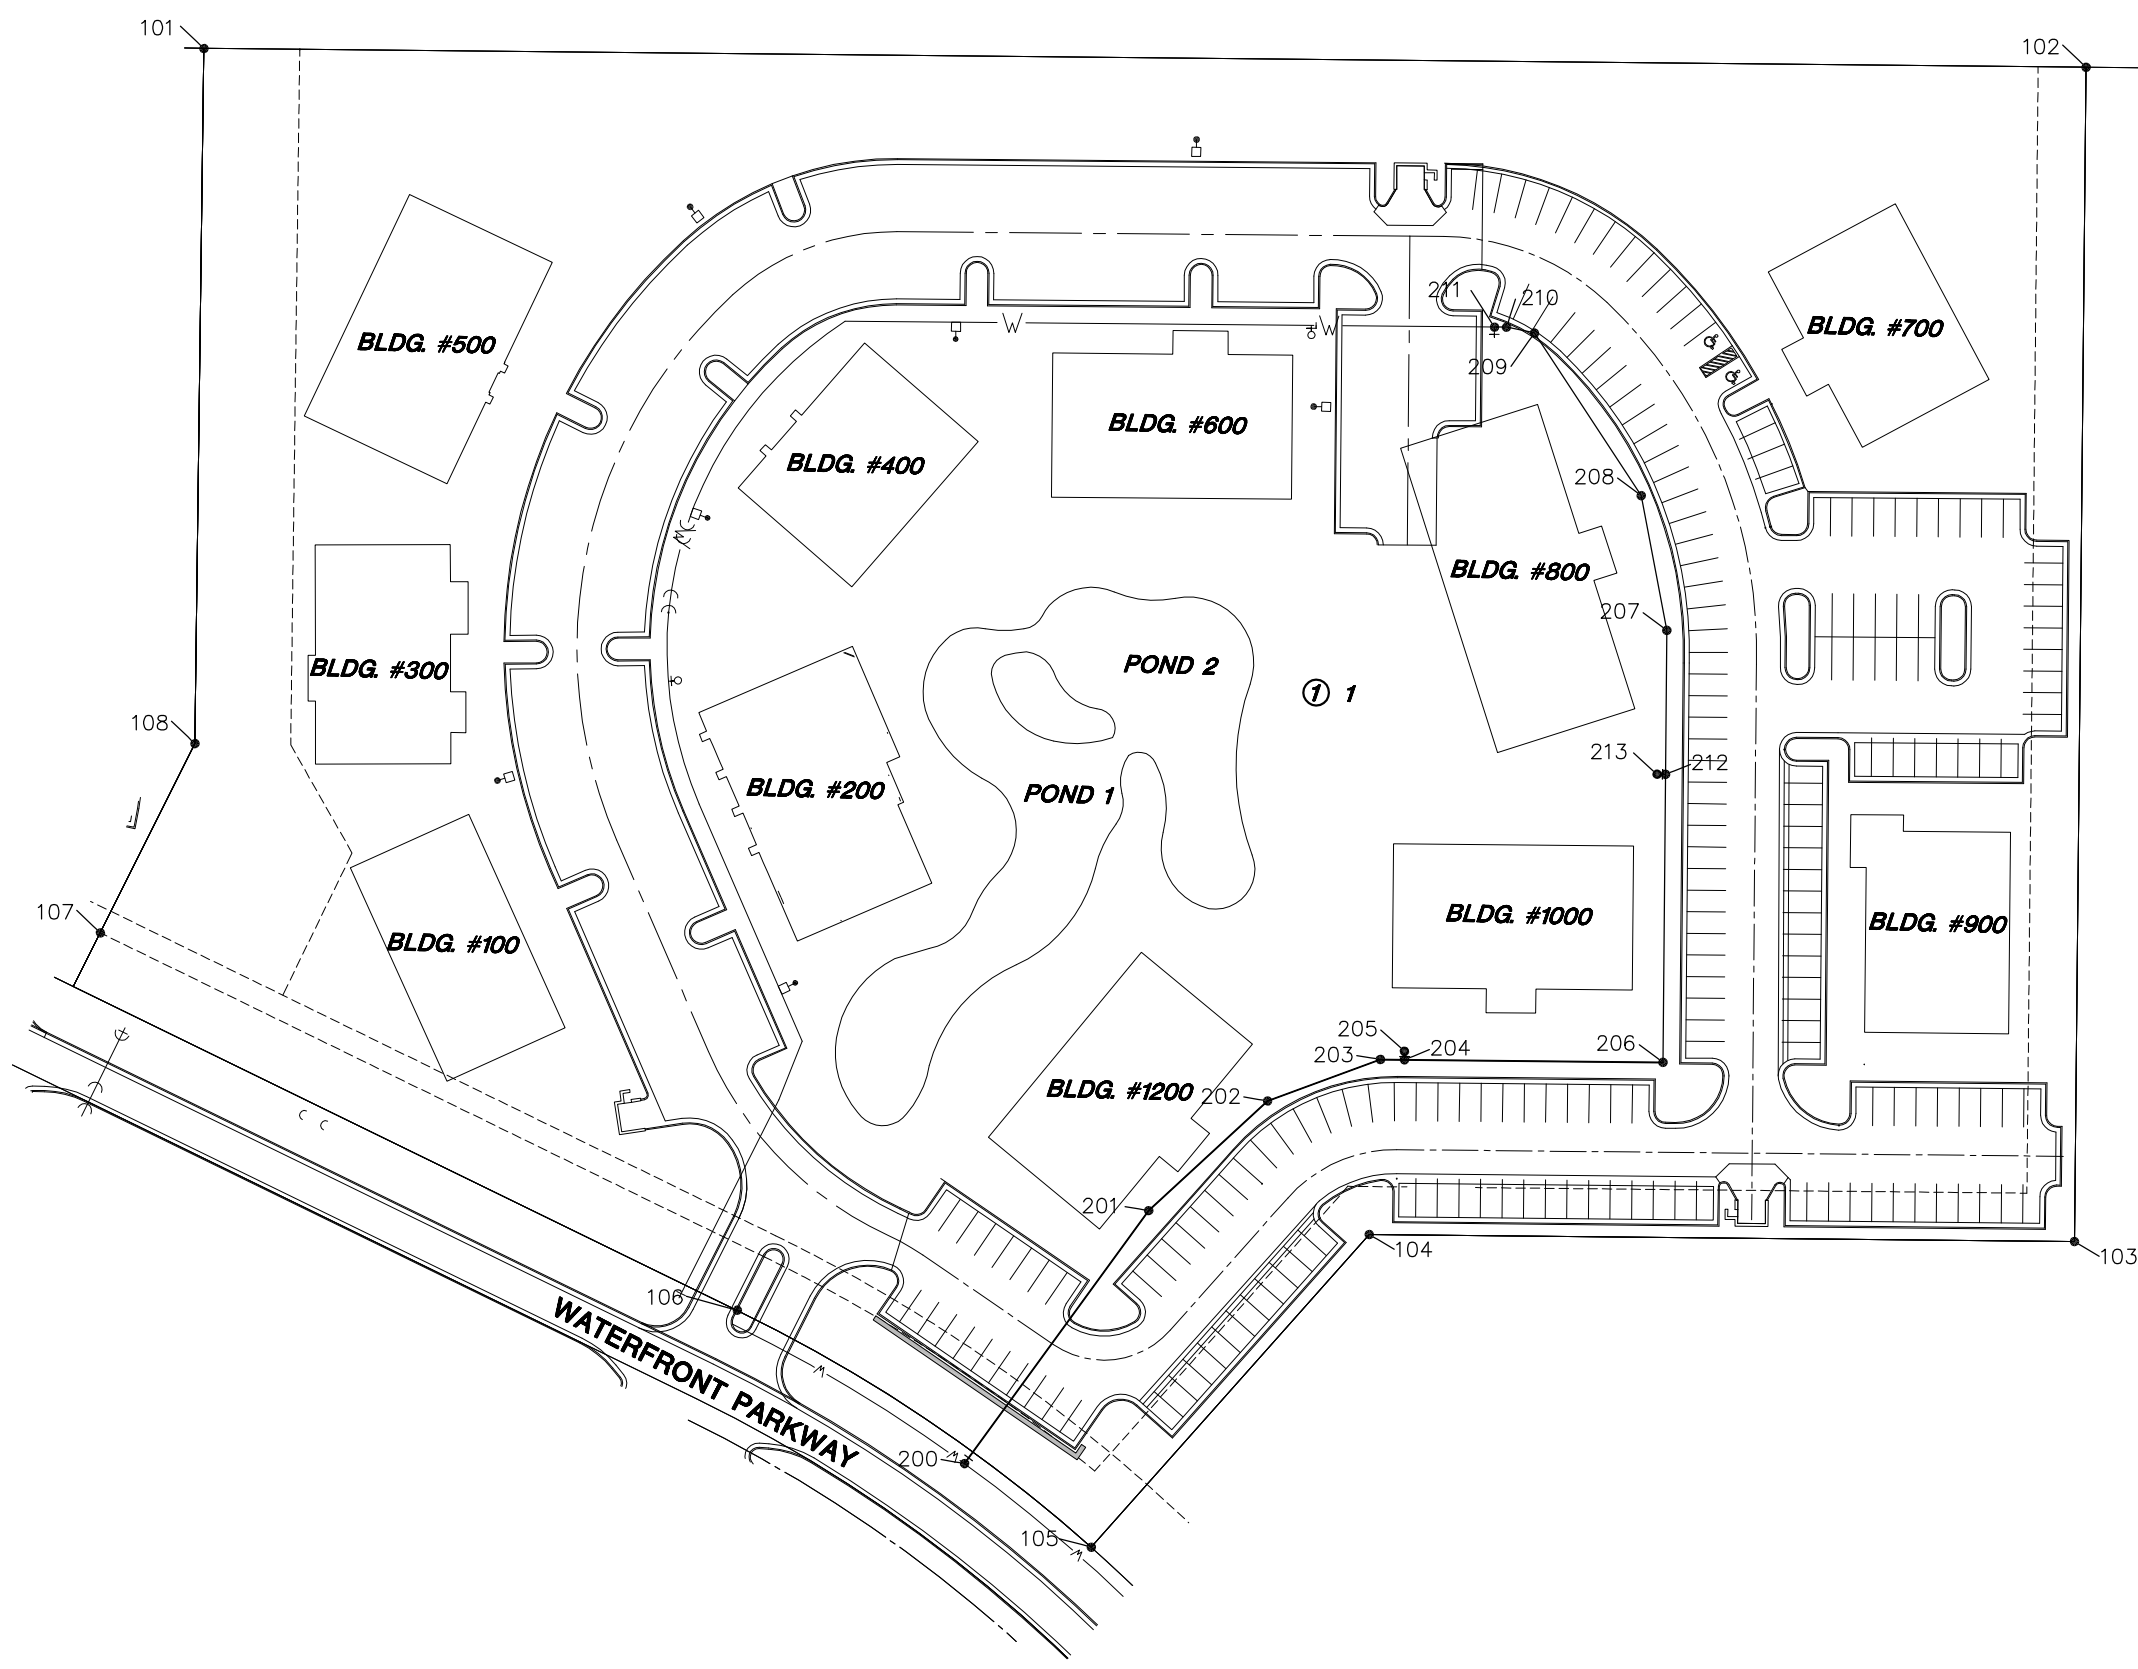 101
102
211
210
BLDG. #500
BLDG. #700
209
BLDG. #600
BLDG. #400
208
W
W
W
BLDG. #800
207
BLDG. #300
POND 2
1 1
108
213
212
BLDG. #200
POND 1
107
BLDG. #1000
BLDG. #900
BLDG. #100
205
203
204
206
BLDG. #1200
202
201
104
103
106
WATERFRONT PARKWAY
W
W
200
105
W